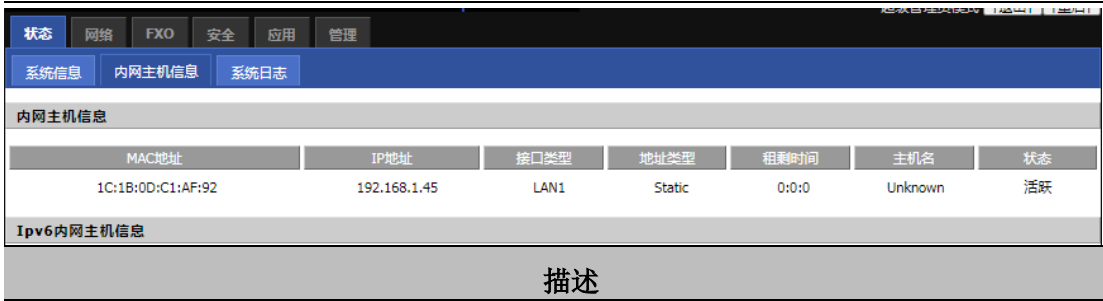 状态 网络 FXO 安全 应用 管理
系统信息 内网主机信息 系统日志
内网主机信息
MAC地址 IP地址 接口类型 地址类型 租剩时间 主机名 状态
1C:1B:0D:C1:AF:92 192.168.1.45 LAN1 Static 0:0:0 Unknown 活跃
Ipv6内网主机信息
描述